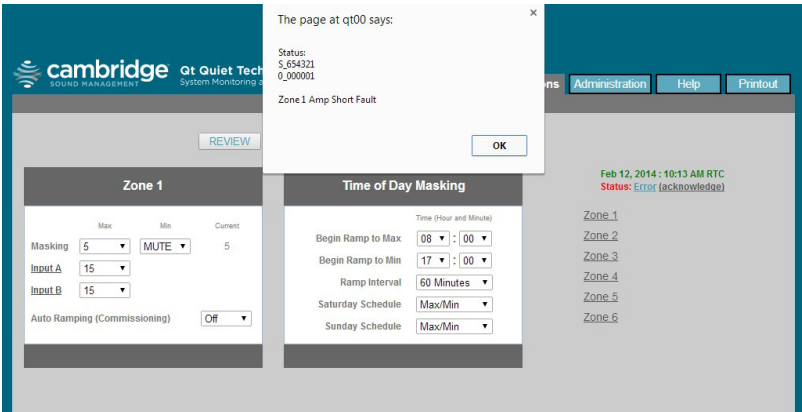 The page at qt00 says:
×
Status:
S_654321
0_000001
Zone 1 Amp Short Fault
OK
cambridge
SOUND MANAGEMENT
Qt Quiet Tech
System Monitoring
Administration
Help
Printout
REVIEW
Zone 1
Max Min Current
Masking 5 MUTE 5
Input A 15
Input B 15
Auto Ramping (Commissioning) Off
Time of Day Masking
Time (Hour and Minute)
Begin Ramp to Max 08 : 00
Begin Ramp to Min 17 : 00
Ramp Interval 60 Minutes
Saturday Schedule Max/Min
Sunday Schedule Max/Min
Feb 12, 2014 : 10:13 AM RTC
Status: Error (acknowledge)
Zone 1
Zone 2
Zone 3
Zone 4
Zone 5
Zone 6